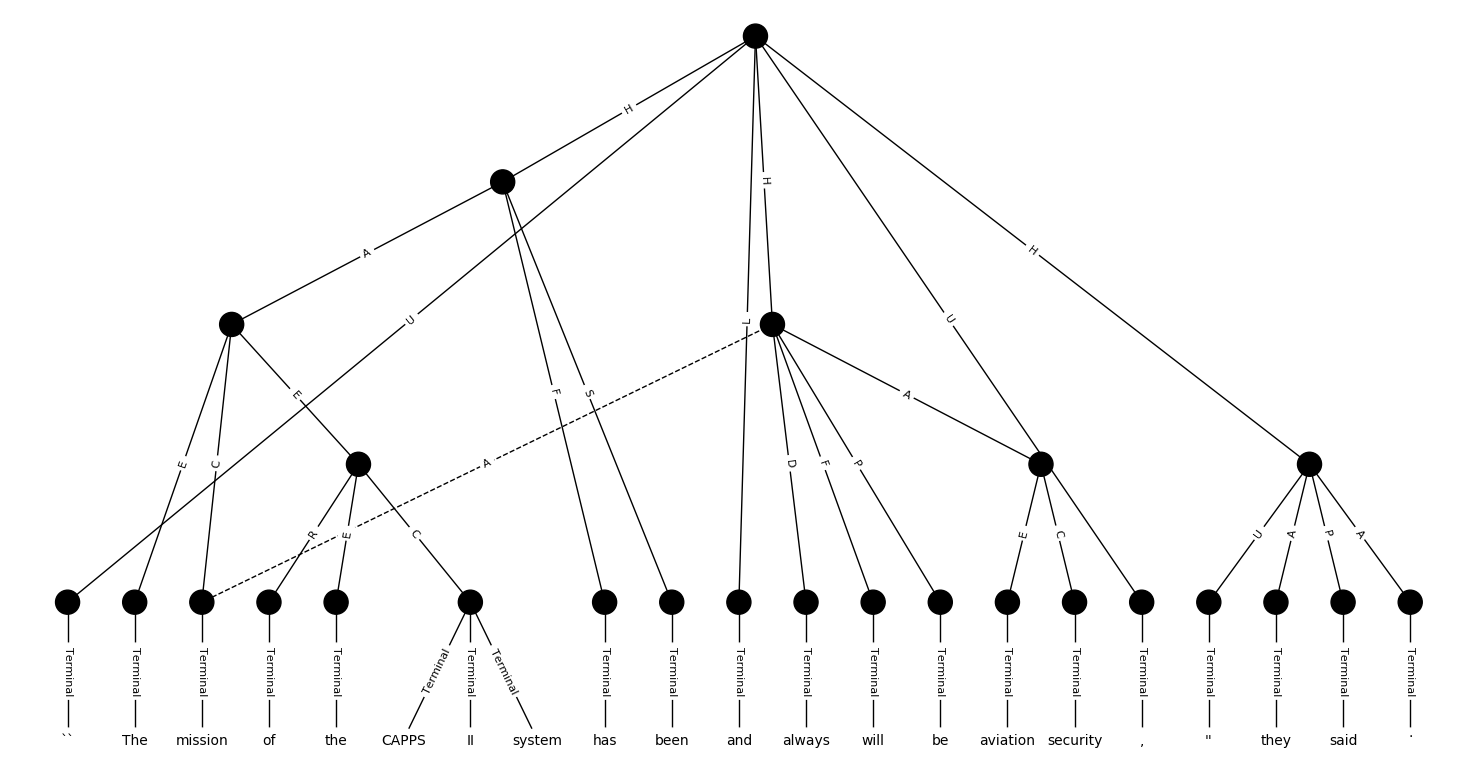 H
A
U
H
H
L
U
F
S
E
A
E
C
A
D
F
P
R
E
C
E
C
U
A
P
A
Terminal Terminal Terminal Terminal Terminal Terminal Terminal Terminal Terminal Terminal Terminal Terminal Terminal Terminal Terminal Terminal Terminal Terminal Terminal Terminal Terminal
`` The mission of the CAPPS II system has been and always will be aviation security , " they said .